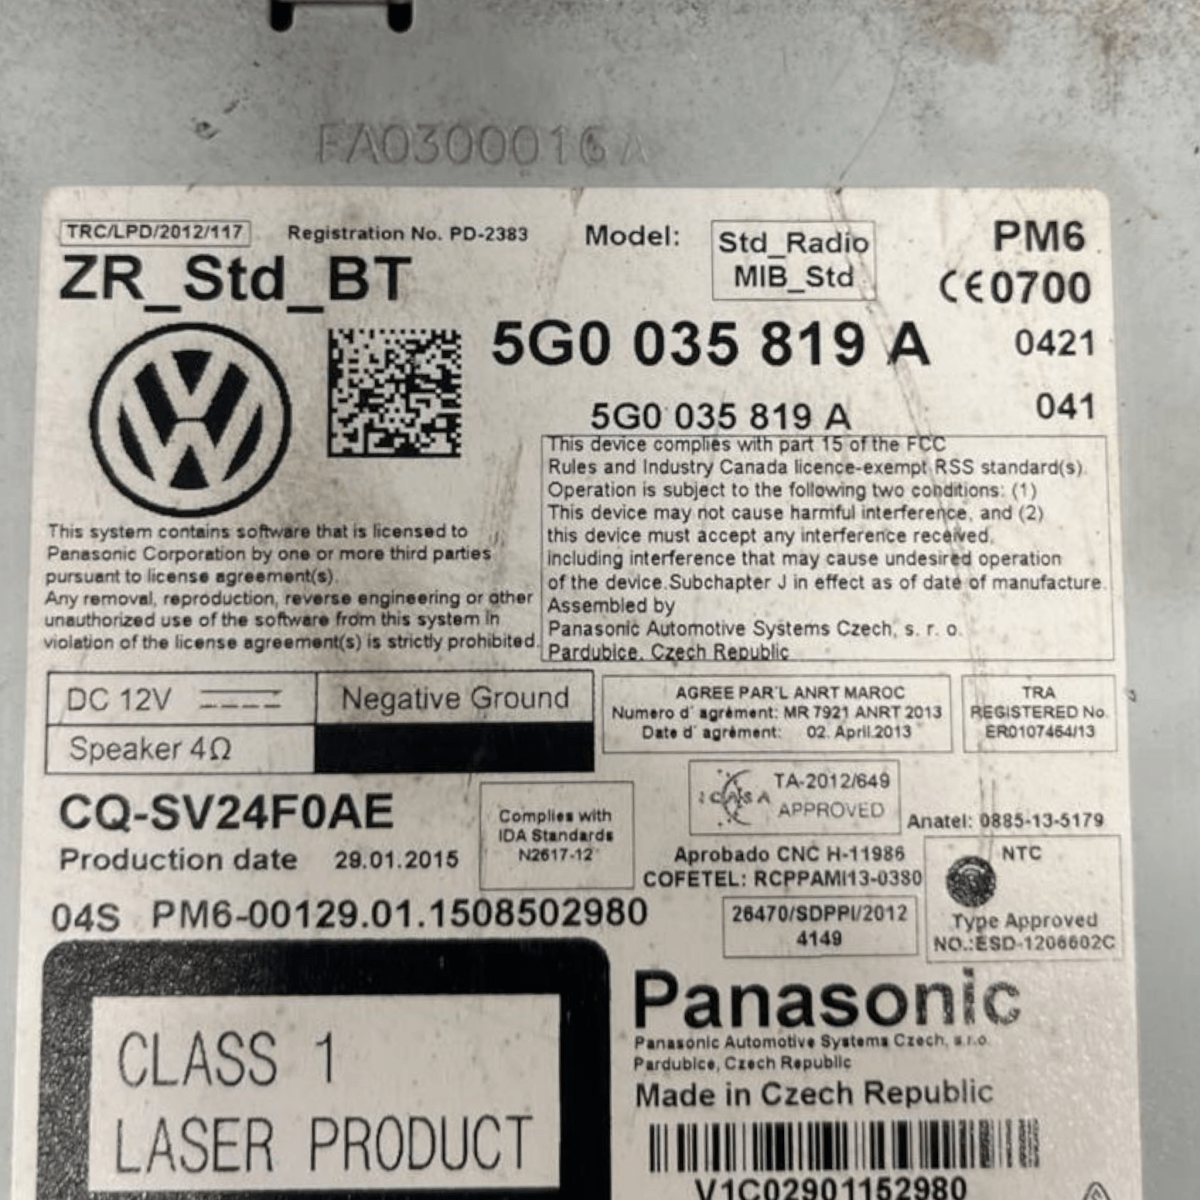 FA0300016A
TRC/LPD/2012/117
Registration No. PD-2383
Model:
Std_Radio
MIB_Std
PM6
ZR_Std_BT
CE0700
5G0 035 819 A
0421
5G0 035 819 A
041
This device complies with part 15 of the FCC
Rules and Industry Canada licence-exempt RSS standard(s).
Operation is subject to the following two conditions: (1)
This device may not cause harmful interference, and (2)
this device must accept any interference received,
including interference that may cause undesired operation
of the device.Subchapter J in effect as of date of manufacture.
Assembled by
Panasonic Automotive Systems Czech, s. r. o.
Pardubice, Czech Republic
This system contains software that is licensed to
Panasonic Corporation by one or more third parties
pursuant to license agreement(s).
Any removal, reproduction, reverse engineering or other
unauthorized use of the software from this system in
violation of the license agreement(s) is strictly prohibited.
DC 12V
Negative Ground
Speaker 4Ω
AGREE PAR'L ANRT MAROC
Numero d' agrément: MR 7921 ANRT 2013
Date d' agrément: 02. April.2013
TRA
REGISTERED No.
ER0107464/13
CQ-SV24F0AE
Production date 29.01.2015
Complies with
IDA Standards
N2617-12
ICASA
TA-2012/649
APPROVED
Anatel: 0885-13-5179
Aprobado CNC H-11986
COFETEL: RCPPAMI13-0380
NTC
Type Approved
NO.:ESD-1206602C
04S PM6-00129.01.1508502980
26470/SDPPI/2012
4149
CLASS 1
LASER PRODUCT
Panasonic
Panasonic Automotive Systems Czech, s.r.o.
Pardubice, Czech Republic
Made in Czech Republic
V1C02901152980